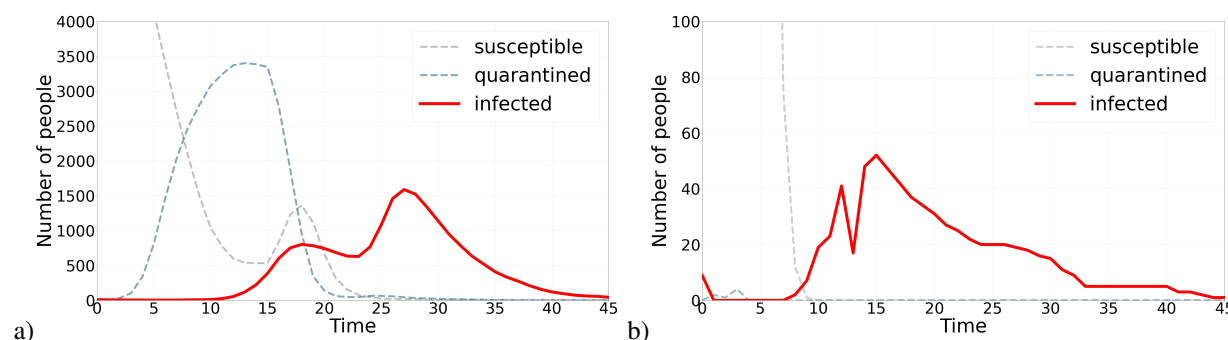 4000
3500
3000
2500
2000
1500
1000
500
0
Number of people
susceptible
quarantined
infected
0 5 10 15 20 25 30 35 40 45
Time
a)
100
80
60
40
20
0
Number of people
susceptible
quarantined
infected
0 5 10 15 20 25 30 35 40 45
Time
b)